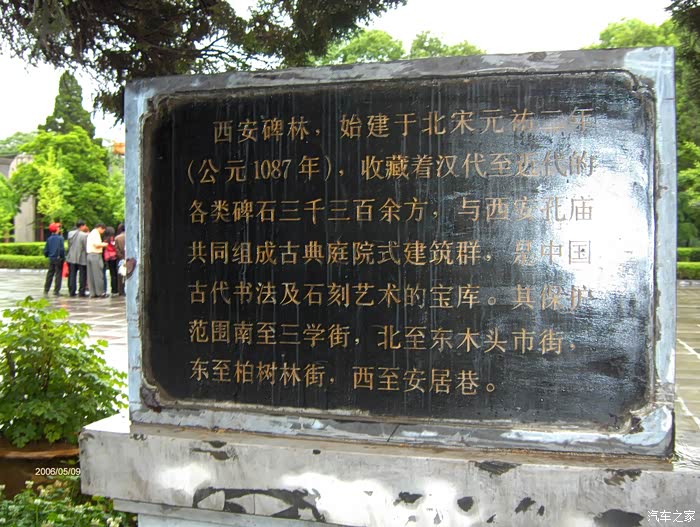 西安碑林，始建于北宋元祐二年
(公元1087年)，收藏着汉代至近代的
各类碑石三千三百余方，与西安孔庙
共同组成古典庭院式建筑群，是中国
古代书法及石刻艺术的宝库。其保护
范围南至三学街，北至东木头市街，
东至柏树林街，西至安居巷。
2006/05/09
汽车之家